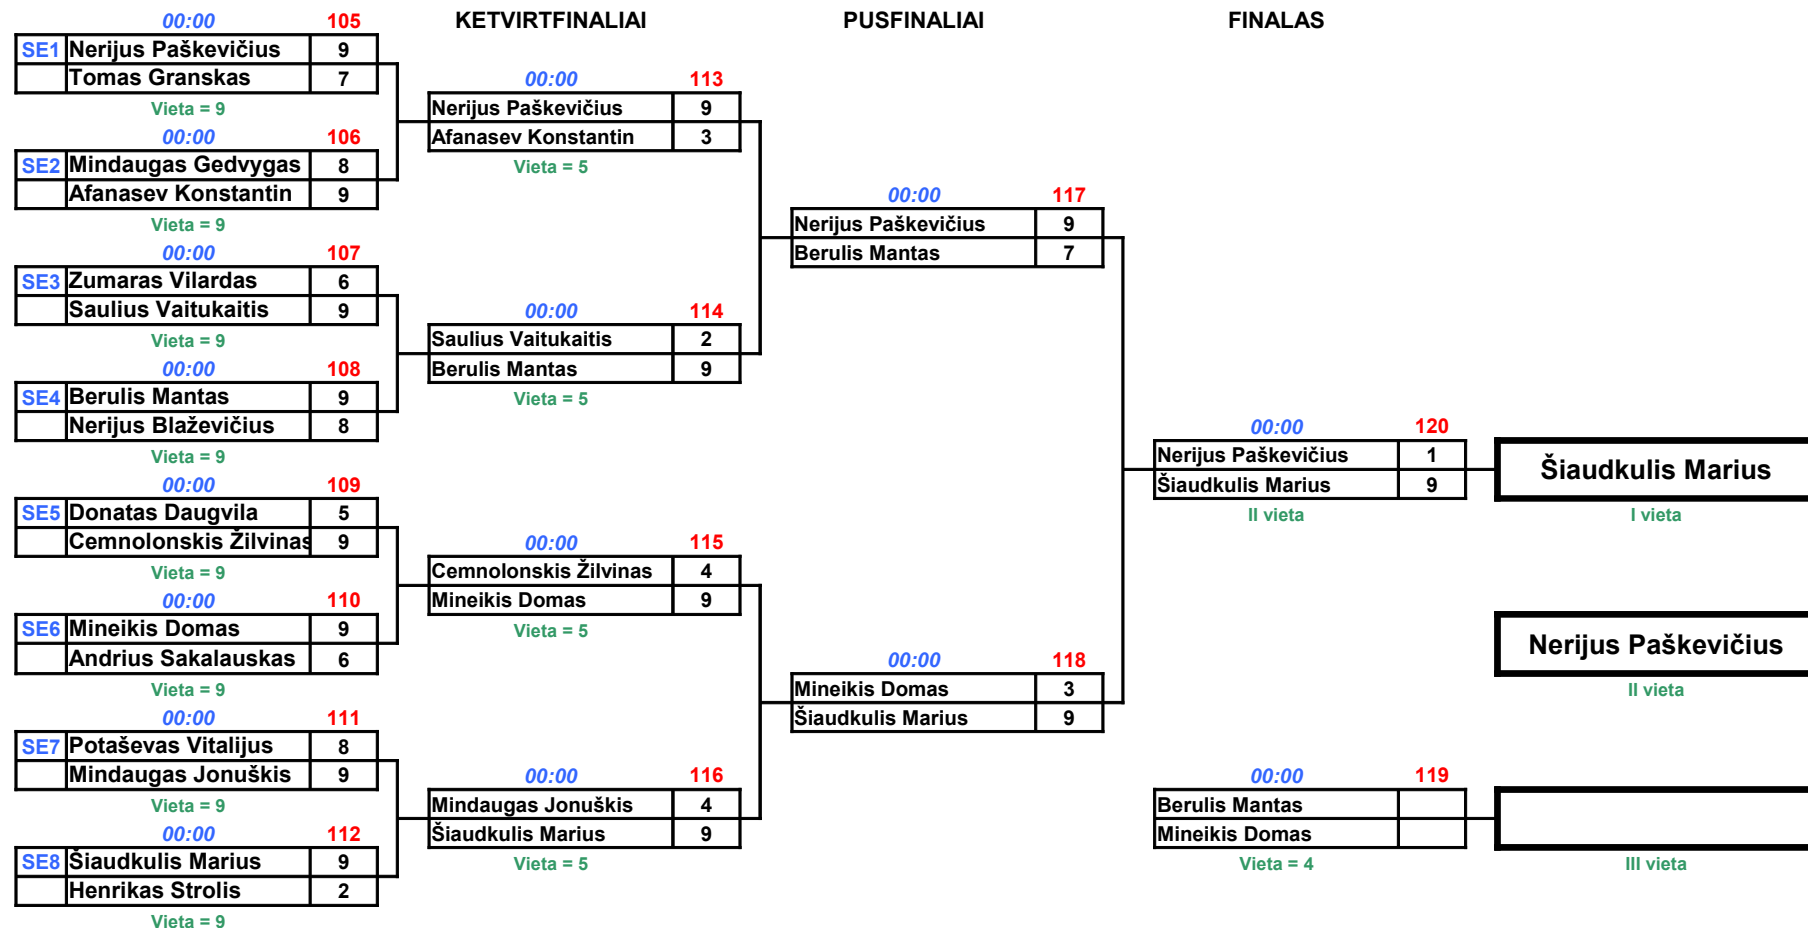 00:00 105 KETVIRTFINALIAI PUSFINALIAI FINALAS
SE1 Nerijus Paškevičius 9
Tomas Granskas 7
00:00 113
Vieta = 9
Nerijus Paškevičius 9
00:00 106
Afanasev Konstantin 3
SE2 Mindaugas Gedvygas 8
Vieta = 5
Afanasev Konstantin 9
00:00 117
Vieta = 9
Nerijus Paškevičius 9
00:00 107
Berulis Mantas 7
SE3 Zumaras Vilardas 6
Saulius Vaitukaitis 9
00:00 114
Vieta = 9
Saulius Vaitukaitis 2
00:00 108
Berulis Mantas 9
SE4 Berulis Mantas 9
Vieta = 5
Nerijus Blaževičius 8
00:00 120
Vieta = 9
Nerijus Paškevičius 1
Šiaudkulis Marius
00:00 109
Šiaudkulis Marius 9
SE5 Donatas Daugvila 5
II vieta
I vieta
Cemnolonskis Žilvinas 9
00:00 115
Vieta = 9
Cemnolonskis Žilvinas 4
00:00 110
Mineikis Domas 9
SE6 Mineikis Domas 9
Vieta = 5
Nerijus Paškevičius
Andrius Sakalauskas 6
00:00 118
Vieta = 9
Mineikis Domas 3
II vieta
00:00 111
Šiaudkulis Marius 9
SE7 Potaševas Vitalijus 8
Mindaugas Jonuškis 9
00:00 116
00:00 119
Vieta = 9
Mindaugas Jonuškis 4
Berulis Mantas
00:00 112
Šiaudkulis Marius 9
Mineikis Domas
SE8 Šiaudkulis Marius 9
Vieta = 5
Vieta = 4
III vieta
Henrikas Strolis 2
Vieta = 9